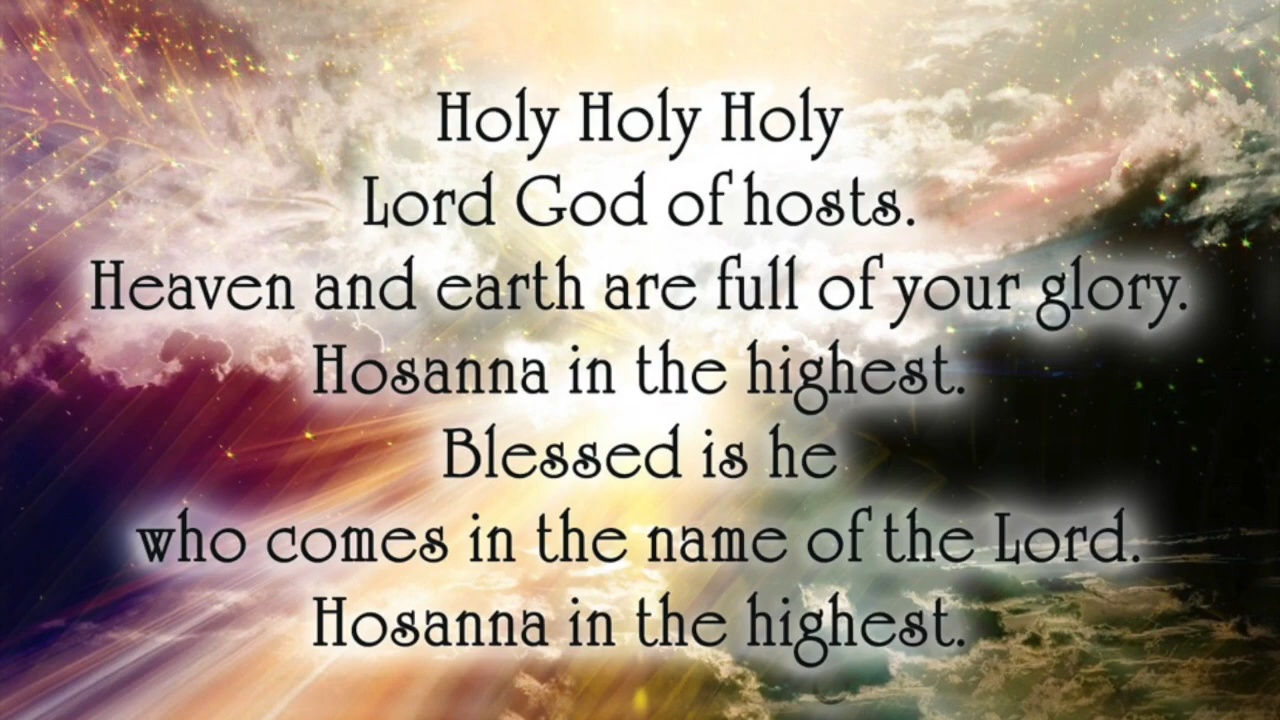 Holy Holy Holy
Lord God of hosts.
Heaven and earth are full of your glory.
Hosanna in the highest.
Blessed is he
who comes in the name of the Lord.
Hosanna in the highest.